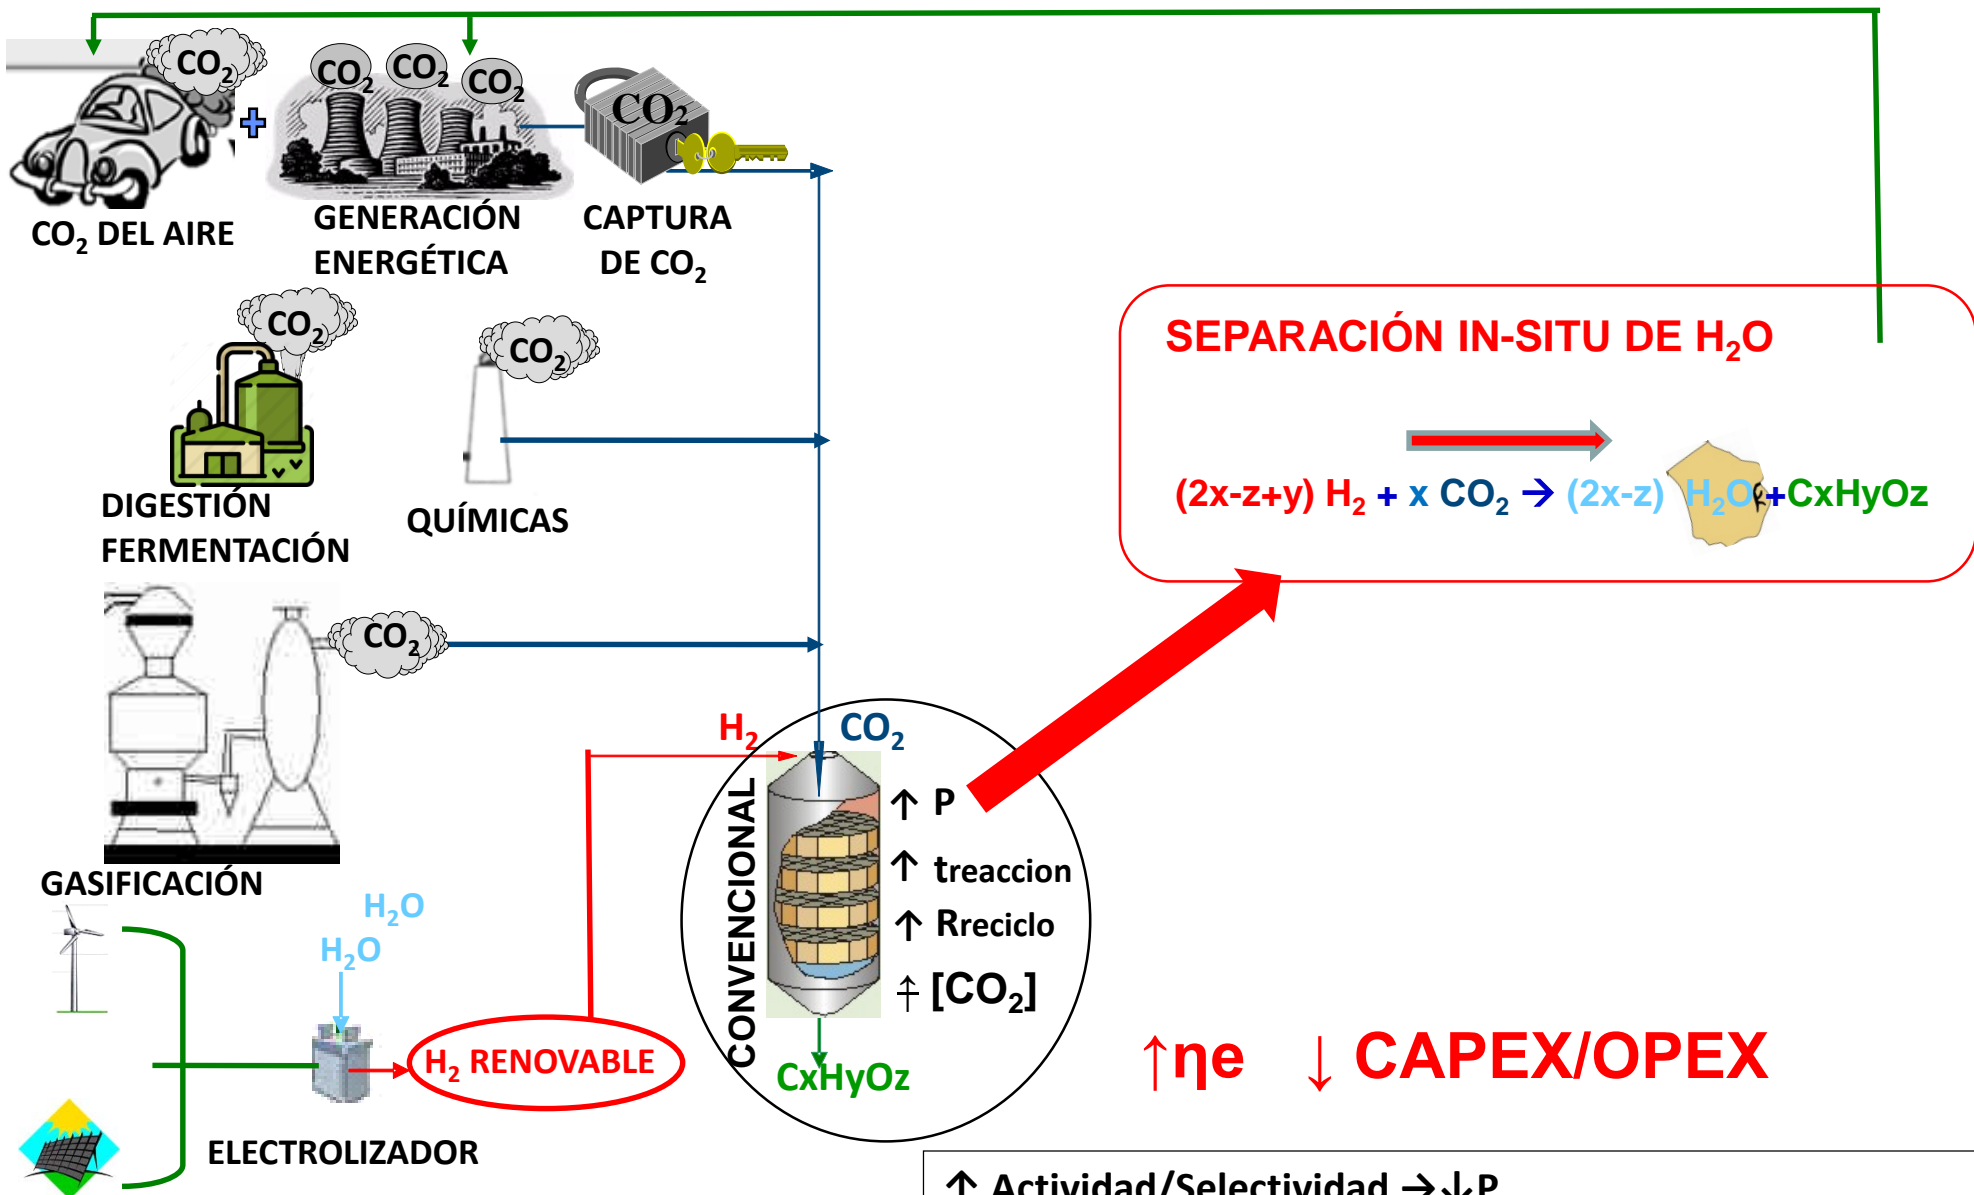 CO₂
CO₂
CO₂
CO₂
CO₂
CO₂ DEL AIRE
GENERACIÓN
ENERGÉTICA
CAPTURA
DE CO₂
CO₂
CO₂
DIGESTIÓN
FERMENTACIÓN
QUÍMICAS
CO₂
GASIFICACIÓN
H₂O
H₂O
H₂ RENOVABLE
ELECTROLIZADOR
H₂ CO₂
CONVENCIONAL
↑ P
↑ treaccion
↑ Rreciclo
↑ [CO₂]
CxHyOz
SEPARACIÓN IN-SITU DE H₂O
(2x-z+y) H₂ + x CO₂ → (2x-z) H₂O +CxHyOz
↑ηe ↓ CAPEX/OPEX
↑ Actividad/Selectividad →↓P